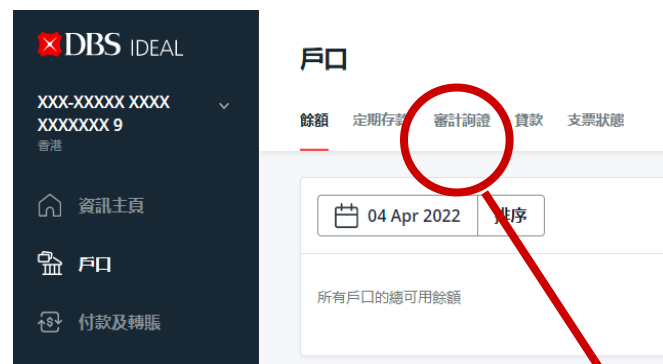 DBS IDEAL
XXX-XXXXX XXXX
XXXXXXX 9
香港
資訊主頁
戶口
付款及轉賬
戶口
餘額 定期存款 審計詢證 貸款 支票狀態
04 Apr 2022 排序
所有戶口的總可用餘額